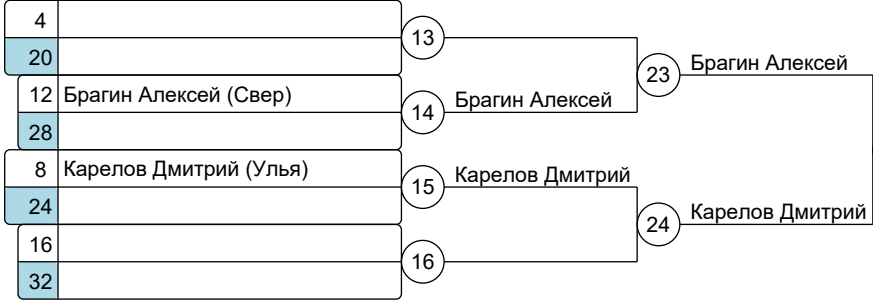 4
13
20
23 Брагин Алексей
12 Брагин Алексей (Свер)
14 Брагин Алексей
28
8 Карелов Дмитрий (Улья)
15 Карелов Дмитрий
24
24 Карелов Дмитрий
16
16
32